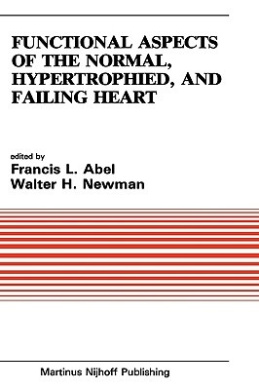 FUNCTIONAL ASPECTS
OF THE NORMAL,
HYPERTROPHIED, AND
FAILING HEART
edited by
Francis L. Abel
Walter H. Newman
Martinus Nijhoff Publishing